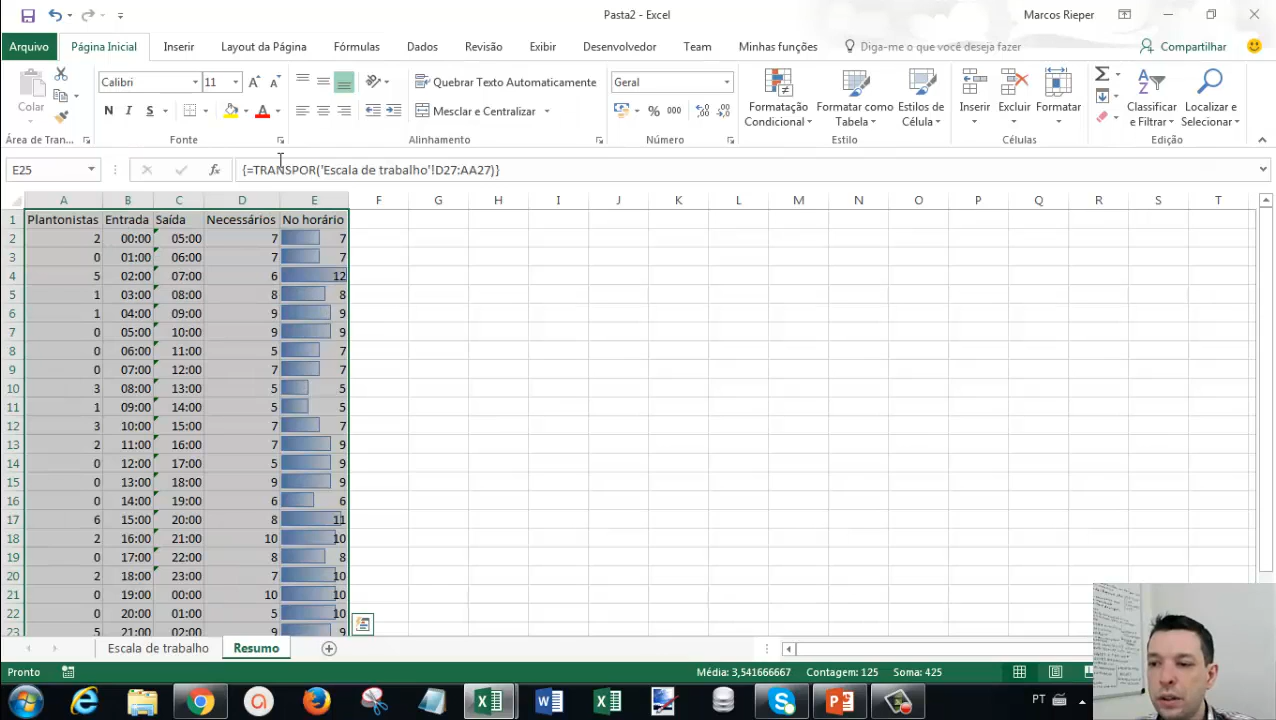 Pasta2 - Excel
Marcos Rieper
Arquivo
Página Inicial
Inserir
Layout da Página
Fórmulas
Dados
Revisão
Exibir
Desenvolvedor
Team
Minhas funções
Diga-me o que você deseja fazer
Compartilhar
Colar
Calibri
11
N I S
Quebrar Texto Automaticamente
Mesclar e Centralizar
Geral
% 000
Formatação Condicional
Formatar como Tabela
Estilos de Célula
Inserir
Excluir
Formatar
Classificar e Filtrar
Localizar e Selecionar
Área de Tran...
Fonte
Alinhamento
Número
Estilo
Células
Edição
E25
fx
{=TRANSPOR('Escala de trabalho'!D27:AA27)}
A B C D E F G H I J K L M N O P Q R S T
1 Plantonistas Entrada Saída Necessários No horário
2 2 00:00 05:00 7 7
3 0 01:00 06:00 7 7
4 5 02:00 07:00 6 12
5 1 03:00 08:00 8 8
6 1 04:00 09:00 9 9
7 0 05:00 10:00 9 9
8 0 06:00 11:00 5 7
9 0 07:00 12:00 7 7
10 3 08:00 13:00 5 5
11 1 09:00 14:00 5 5
12 3 10:00 15:00 7 7
13 2 11:00 16:00 7 9
14 0 12:00 17:00 5 9
15 0 13:00 18:00 9 9
16 0 14:00 19:00 6 6
17 6 15:00 20:00 8 11
18 2 16:00 21:00 10 10
19 0 17:00 22:00 8 8
20 2 18:00 23:00 7 10
21 0 19:00 00:00 10 10
22 0 20:00 01:00 5 10
23 5 21:00 02:00 9 9
Escala de trabalho
Resumo
Pronto
Média: 3,541666667
Contagem: 125
Soma: 425
PT